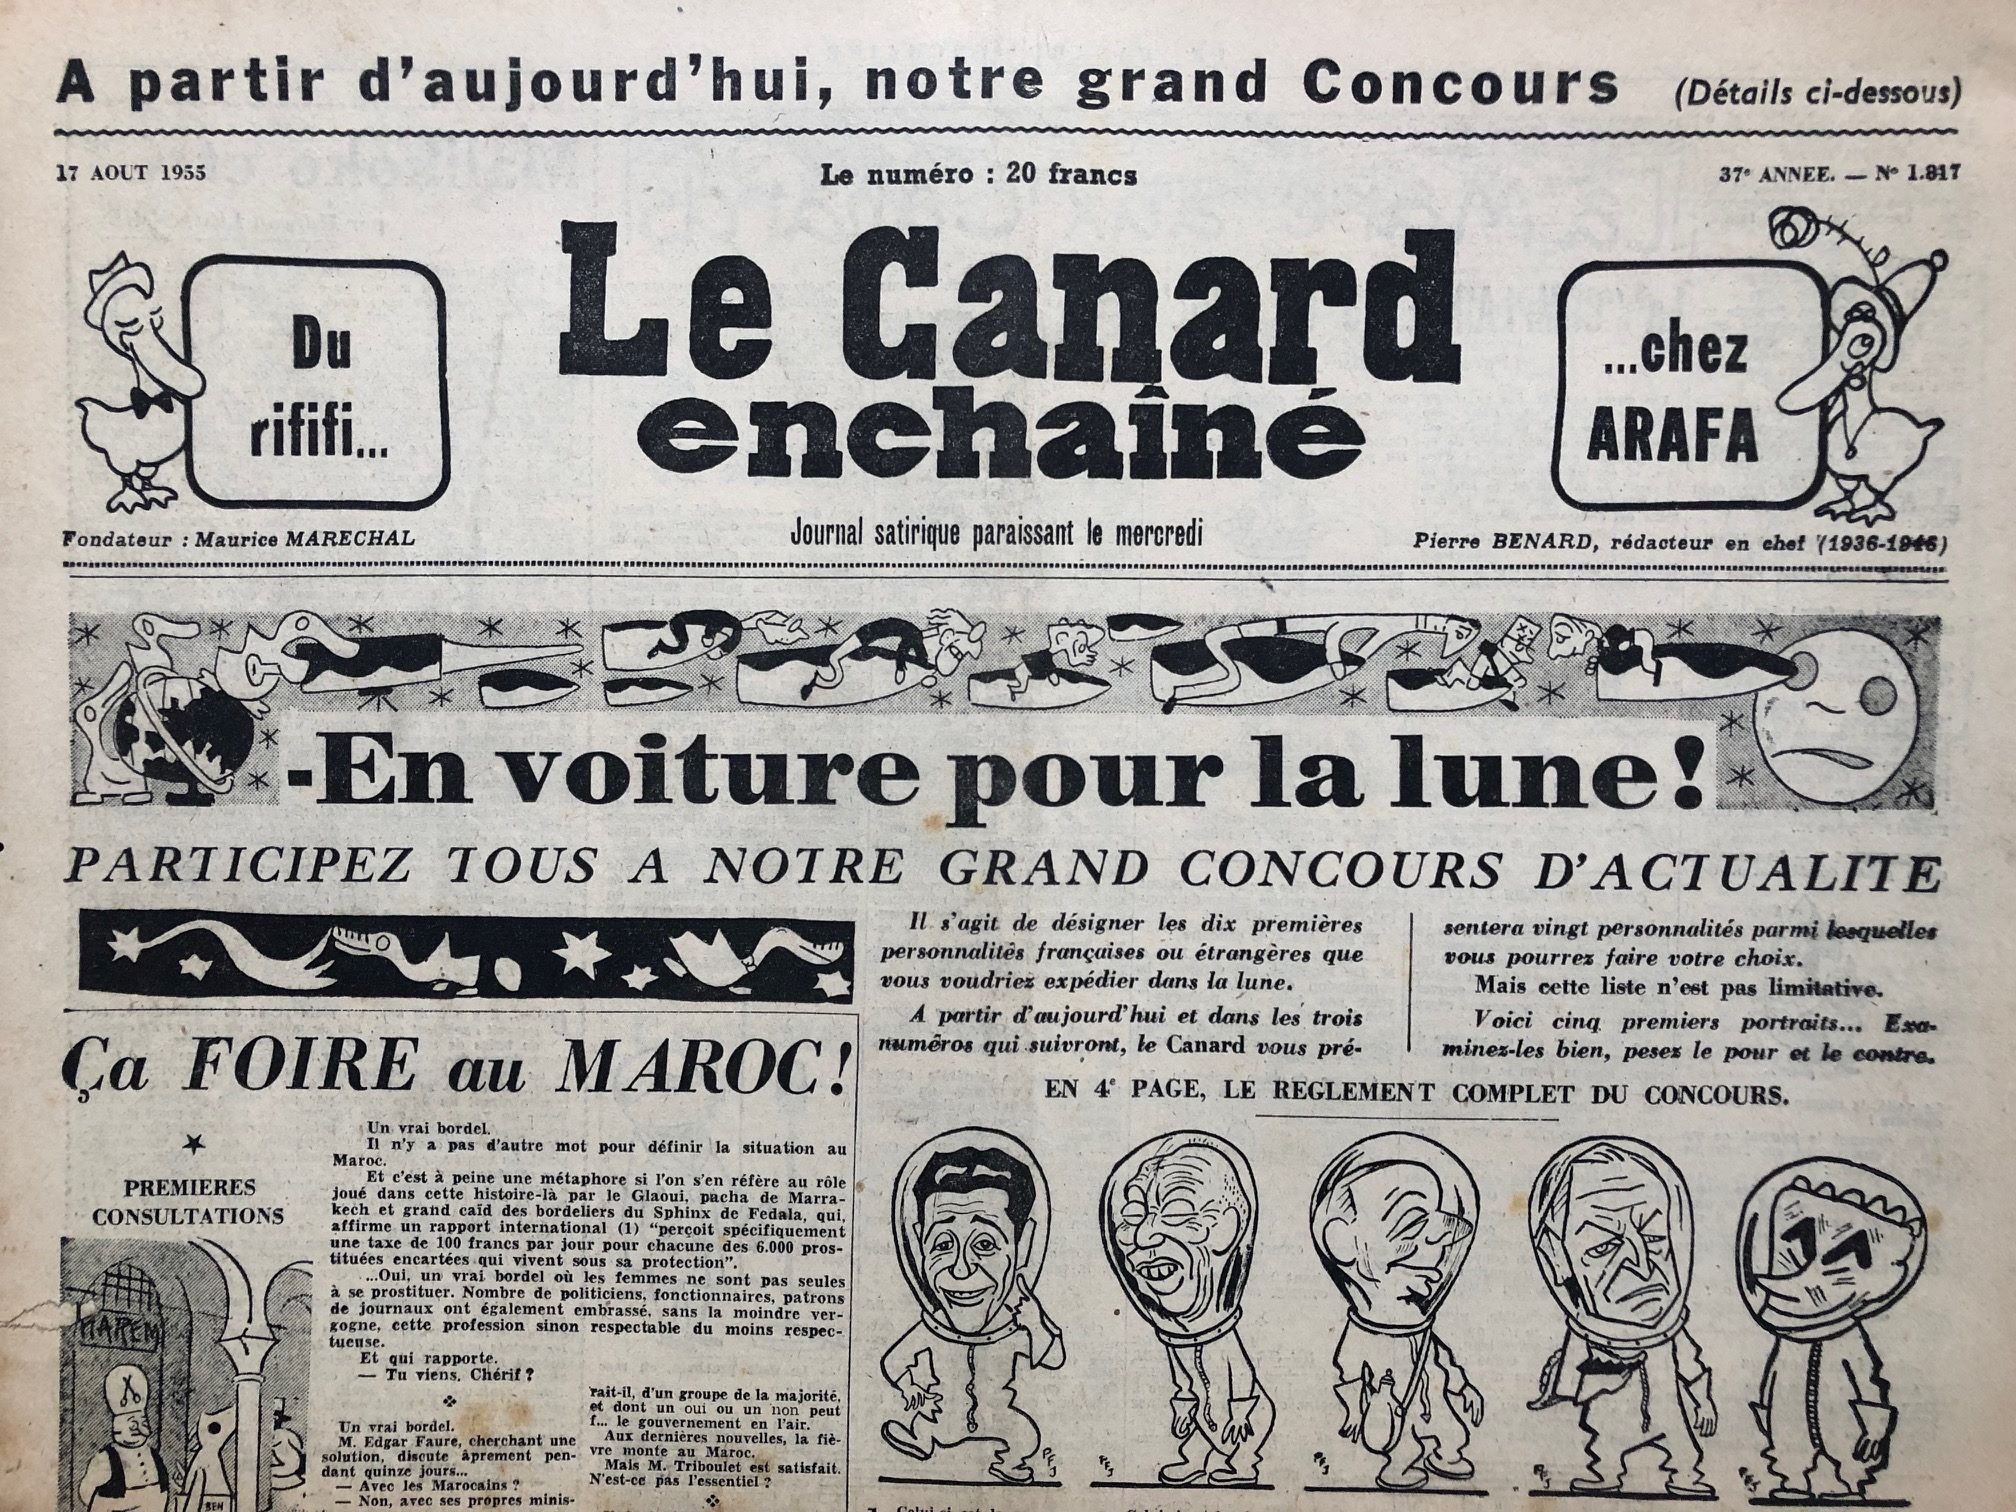 A partir d'aujourd'hui, notre grand Concours (Détails ci-dessous)
17 AOUT 1955
Le numéro : 20 francs
37e ANNEE. — No 1.817
Du
rififi...
Le Canard
enchaîné
...chez
ARAFA
Fondateur : Maurice MARECHAL
Journal satirique paraissant le mercredi
Pierre BENARD, rédacteur en chef (1936-1946)
-En voiture pour la lune!
PARTICIPEZ TOUS A NOTRE GRAND CONCOURS D'ACTUALITE
Il s'agit de désigner les dix premières
personnalités françaises ou étrangères que
vous voudriez expédier dans la lune.
A partir d'aujourd'hui et dans les trois
numéros qui suivront, le Canard vous pré-
sentera vingt personnalités parmi lesquelles
vous pourrez faire votre choix.
Mais cette liste n'est pas limitative.
Voici cinq premiers portraits... Exa-
minez-les bien, pesez le pour et le contre.
EN 4e PAGE, LE REGLEMENT COMPLET DU CONCOURS.
Ça FOIRE au MAROC!
PREMIERES
CONSULTATIONS
HAREM
BEN
Un vrai bordel.
Il n'y a pas d'autre mot pour définir la situation au
Maroc.
Et c'est à peine une métaphore si l'on s'en réfère au rôle
joué dans cette histoire-là par le Glaoui, pacha de Marra-
kech et grand caïd des bordeliers du Sphinx de Fedala, qui,
affirme un rapport international (1) "perçoit spécifiquement
une taxe de 100 francs par jour pour chacune des 6.000 pros-
tituées encartées qui vivent sous sa protection".
...Oui, un vrai bordel où les femmes ne sont pas seules
à se prostituer. Nombre de politiciens, fonctionnaires, patrons
de journaux ont également embrassé, sans la moindre ver-
gogne, cette profession sinon respectable du moins respec-
tueuse.
Et qui rapporte.
— Tu viens, Chérif ?
Un vrai bordel.
M. Edgar Faure, cherchant une
solution, discute âprement pen-
dant quinze jours...
— Avec les Marocains ?
— Non, avec ses propres minis-
rait-il, d'un groupe de la majorité,
et dont un oui ou un non peut
f... le gouvernement en l'air.
Aux dernières nouvelles, la fiè-
vre monte au Maroc.
Mais M. Triboulet est satisfait.
N'est-ce pas l'essentiel ?